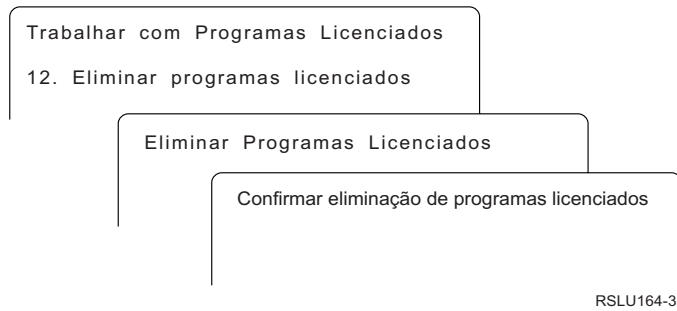 Trabalhar com Programas Licenciados
12. Eliminar programas licenciados
Eliminar Programas Licenciados
Confirmar eliminação de programas licenciados
RSLU164-3